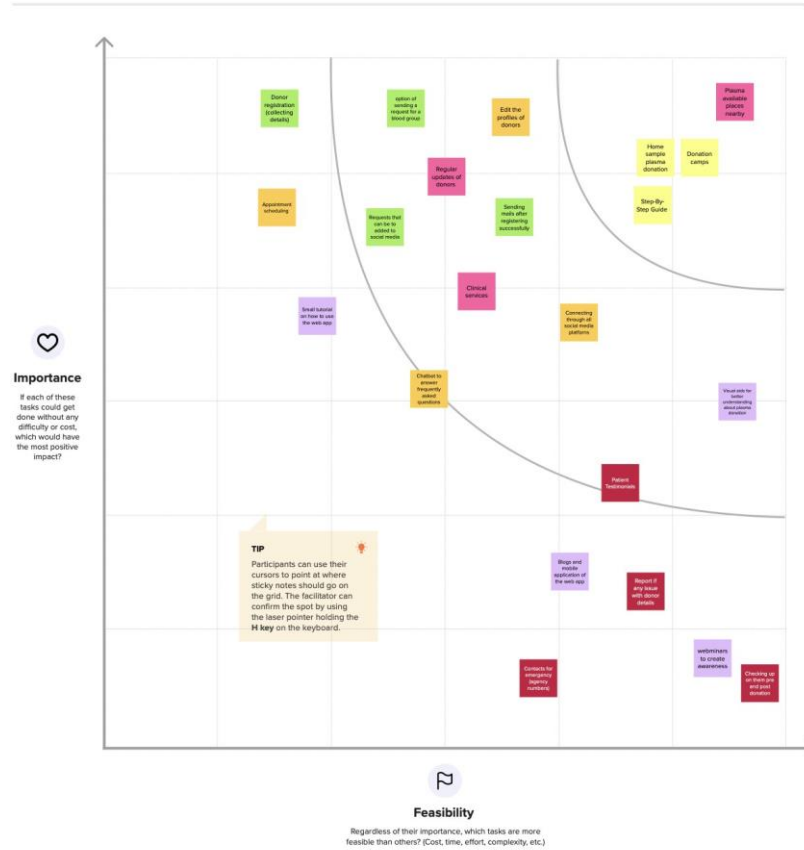 Donor
registration
(collecting
details)
option of
sending a
request for a
blood group
Edit the
profiles of
donors
Plasma
available
places
nearby
Home
sample
plasma
donation
Donation
camps
Regular
updates of
donors
Appointment
scheduling
Requests that
can be to
added to
social media
Sending
mails after
registering
successfully
Step-By-
Step Guide
Clinical
services
Small tutorial
on how to use
the web app
Connecting
through all
social media
platforms
Chatbot to
answer
frequently
asked
questions
Visual aids for
better
understanding
about plasma
donation
Patient
Testimonials
Importance
If each of these
tasks could get
done without any
difficulty or cost,
which would have
the most positive
impact?
TIP
Participants can use their
cursors to point at where
sticky notes should go on
the grid. The facilitator can
confirm the spot by using
the laser pointer holding the
H key on the keyboard.
Blogs and
mobile
application of
the web app
Report if
any issue
with donor
details
Contacts for
emergency
(agency
numbers)
webminers
to create
awareness
Checking up
on them pre
and post
donation
Feasibility
Regardless of their importance, which tasks are more
feasible than others? (Cost, time, effort, complexity, etc.)